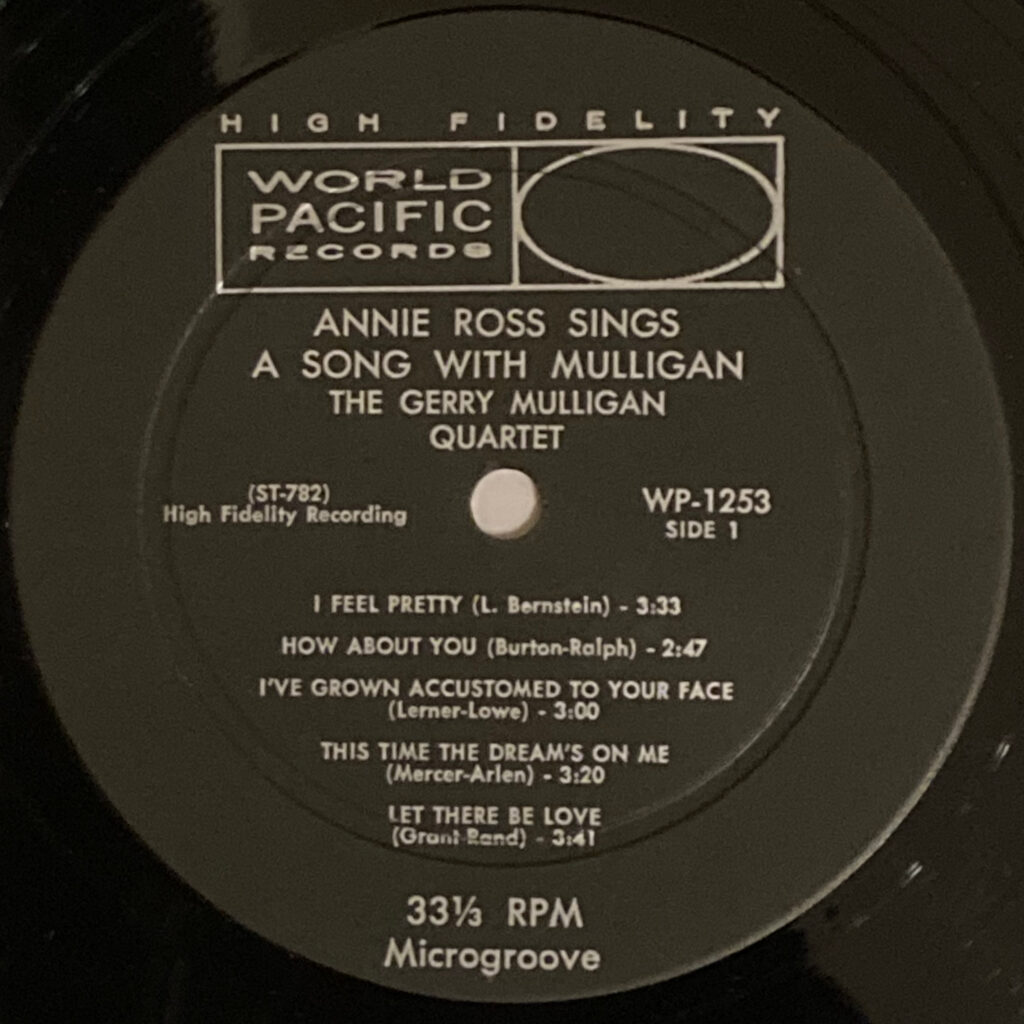 HIGH FIDELITY
WORLD
PACIFIC
RECORDS
ANNIE ROSS SINGS
A SONG WITH MULLIGAN
THE GERRY MULLIGAN
QUARTET
(ST-782)
High Fidelity Recording
WP-1253
SIDE 1
I FEEL PRETTY (L. Bernstein) - 3:33
HOW ABOUT YOU (Burton-Ralph) - 2:47
I'VE GROWN ACCUSTOMED TO YOUR FACE
(Lerner-Lowe) - 3:00
THIS TIME THE DREAM'S ON ME
(Mercer-Arlen) - 3:20
LET THERE BE LOVE
(Grant-Rand) - 3:41
33⅓ RPM
Microgroove